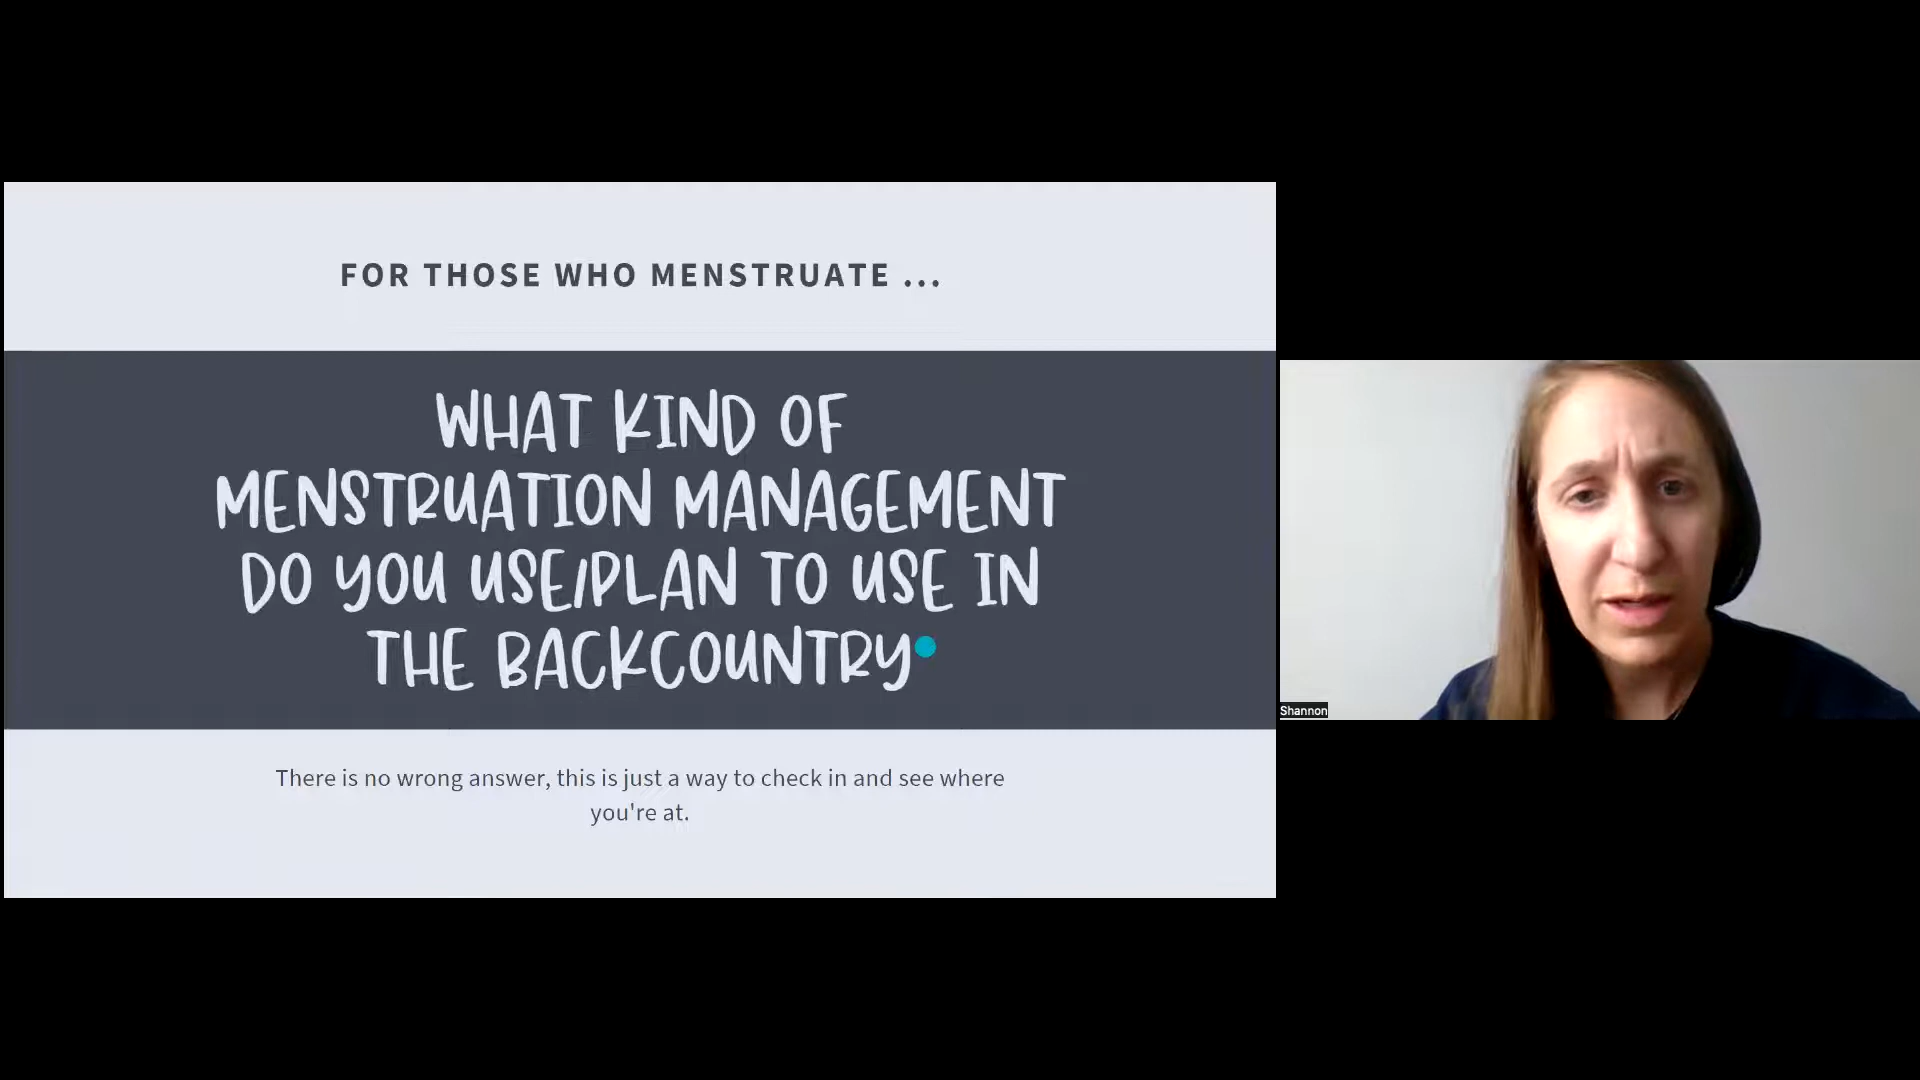 FOR THOSE WHO MENSTRUATE ...
WHAT KIND OF
MENSTRUATION MANAGEMENT
DO YOU USE/PLAN TO USE IN
THE BACKCOUNTRY
There is no wrong answer, this is just a way to check in and see where
you're at.
Shannon